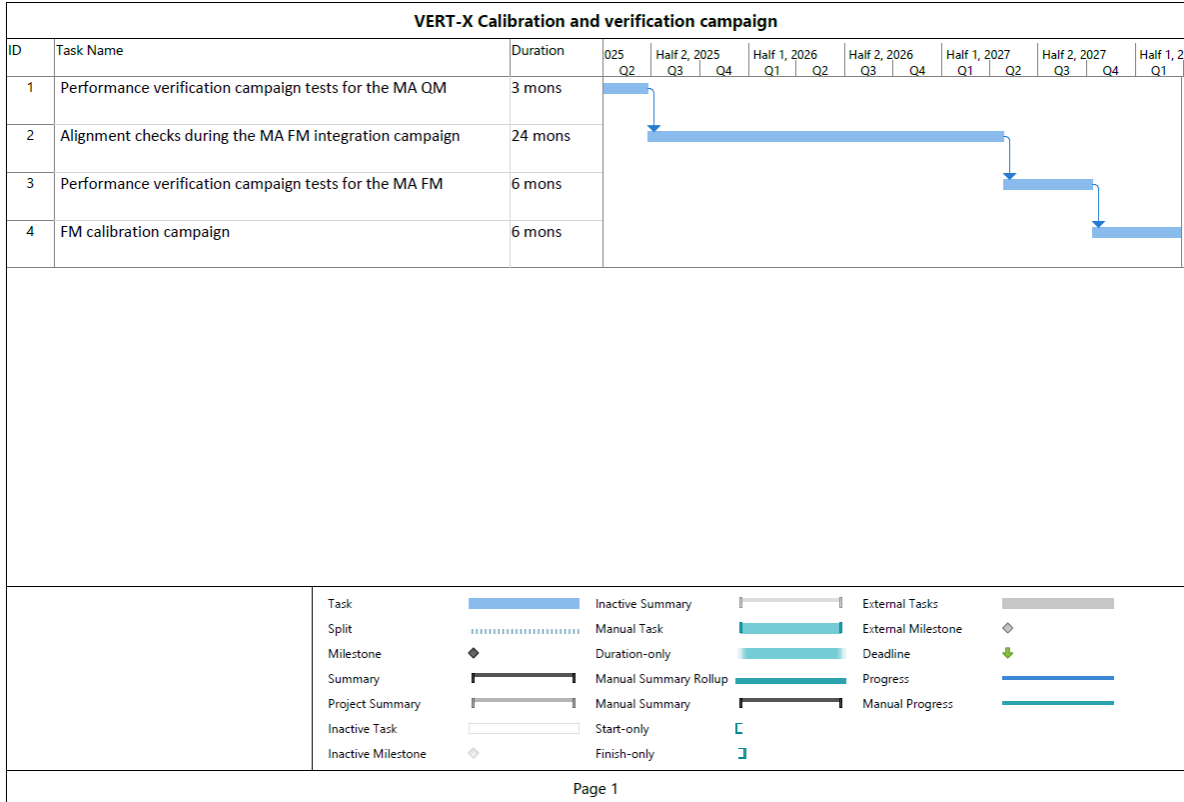 VERT-X Calibration and verification campaign
ID Task Name Duration 025 Half 2, 2025 Half 1, 2026 Half 2, 2026 Half 1, 2027 Half 2, 2027 Half 1, 2
Q2 Q3 Q4 Q1 Q2 Q3 Q4 Q1 Q2 Q3 Q4 Q1
1 Performance verification campaign tests for the MA QM 3 mons
2 Alignment checks during the MA FM integration campaign 24 mons
3 Performance verification campaign tests for the MA FM 6 mons
4 FM calibration campaign 6 mons
Task Inactive Summary External Tasks
Split Manual Task External Milestone
Milestone Duration-only Deadline
Summary Manual Summary Rollup Progress
Project Summary Manual Summary Manual Progress
Inactive Task Start-only
Inactive Milestone Finish-only
Page 1